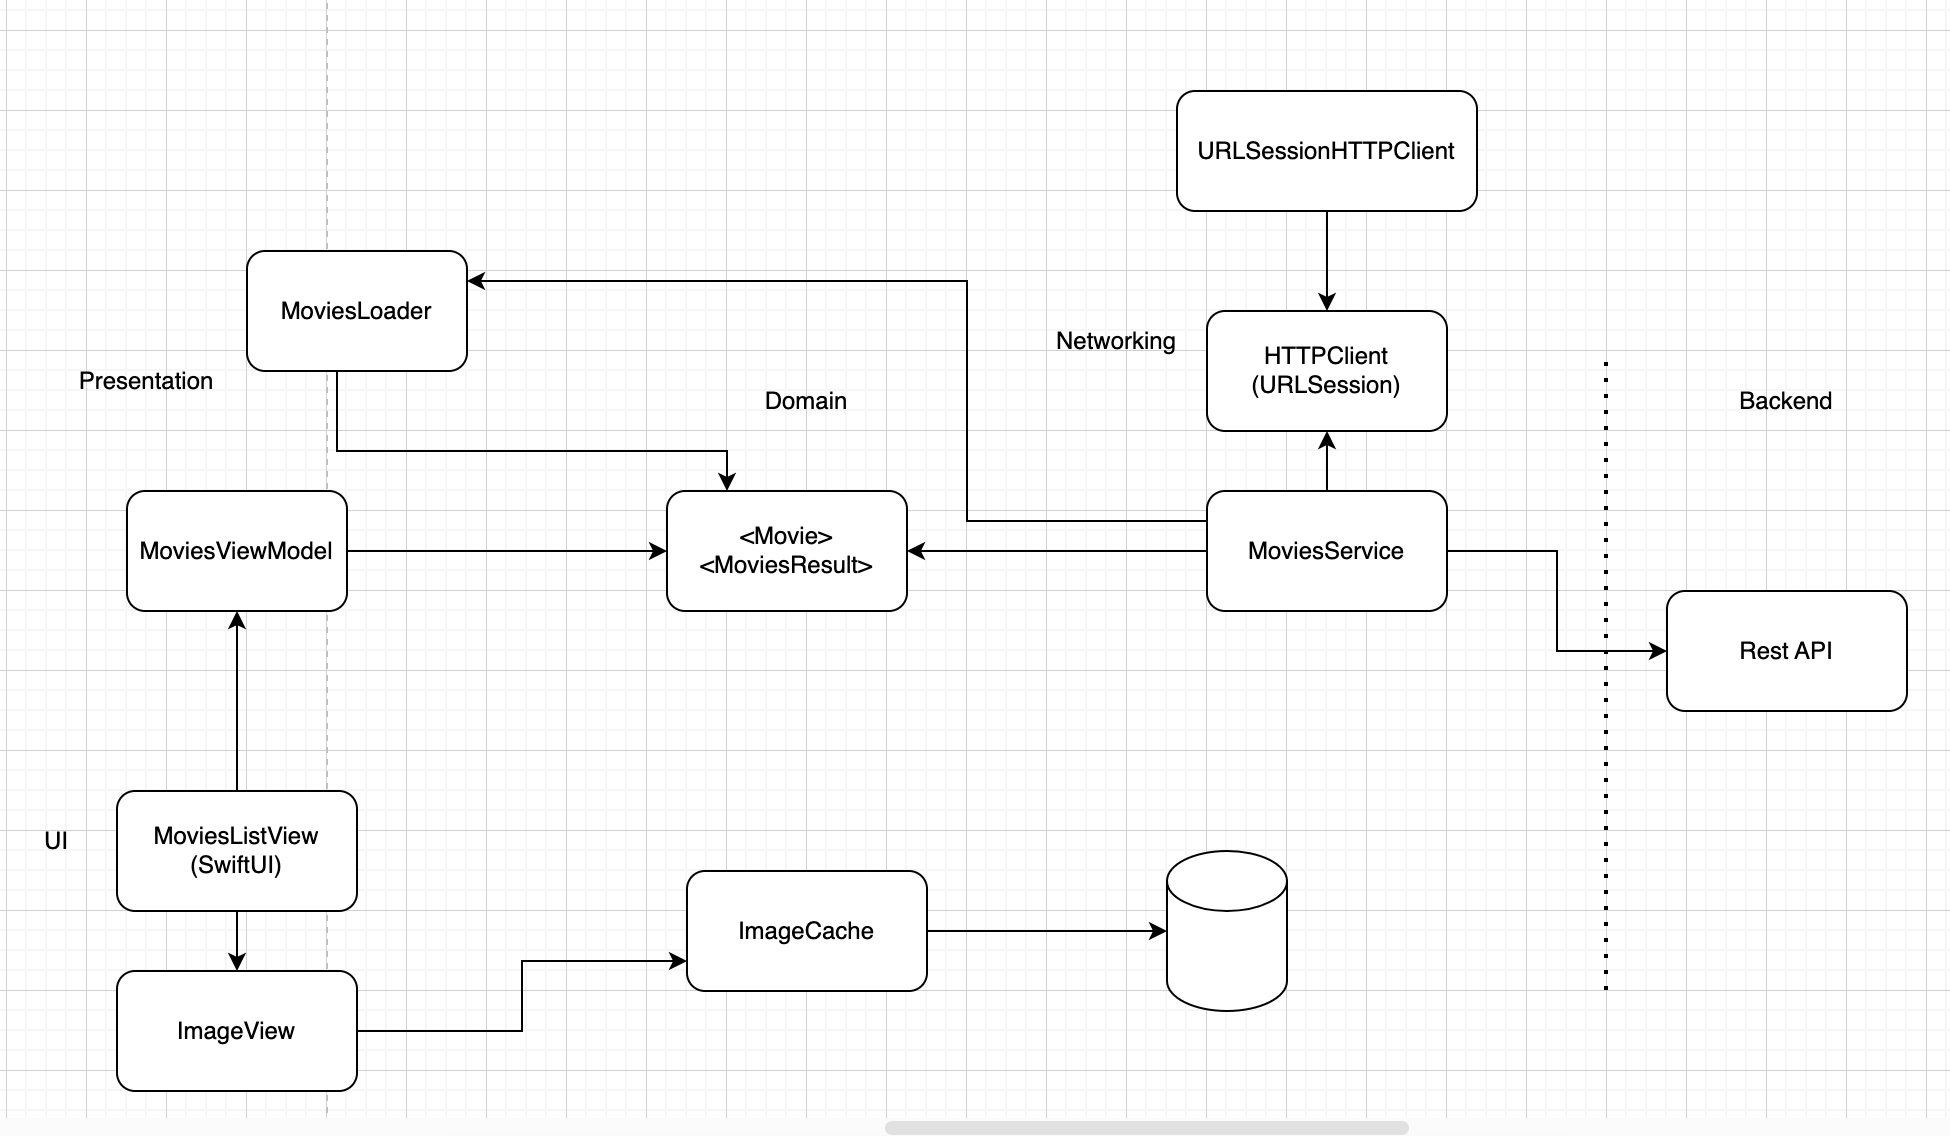 URLSessionHTTPClient
MoviesLoader
Networking
HTTPClient
(URLSession)
Presentation
Domain
Backend
MoviesViewModel
<Movie>
<MoviesResult>
MoviesService
Rest API
UI
MoviesListView
(SwiftUI)
ImageCache
ImageView